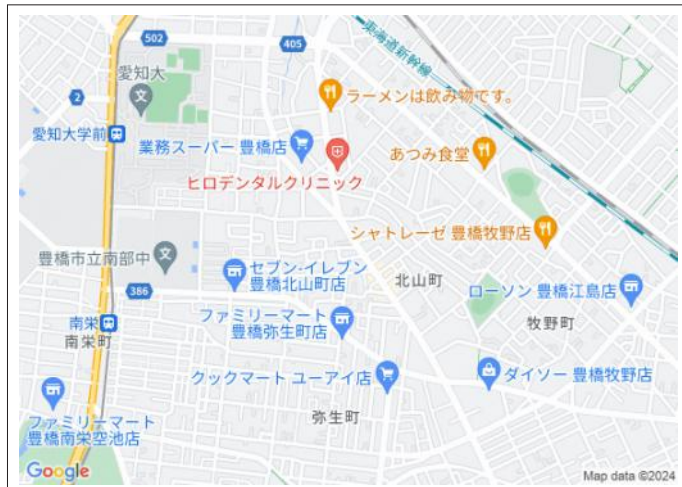 502
405
東海道新幹線
愛知大
ラーメンは飲み物です。
2
愛知大学前
業務スーパー 豊橋店
あつみ食堂
ヒロデンタルクリニック
シャトレーゼ 豊橋牧野店
豊橋市立南部中
セブン-イレブン
豊橋北山町店
北山町
ローソン 豊橋江島店
386
ファミリーマート
豊橋弥生町店
牧野町
南栄
南栄町
クックマート ユーアイ店
ダイソー 豊橋牧野店
弥生町
ファミリーマート
豊橋南栄空池店
Google
Map data ©2024